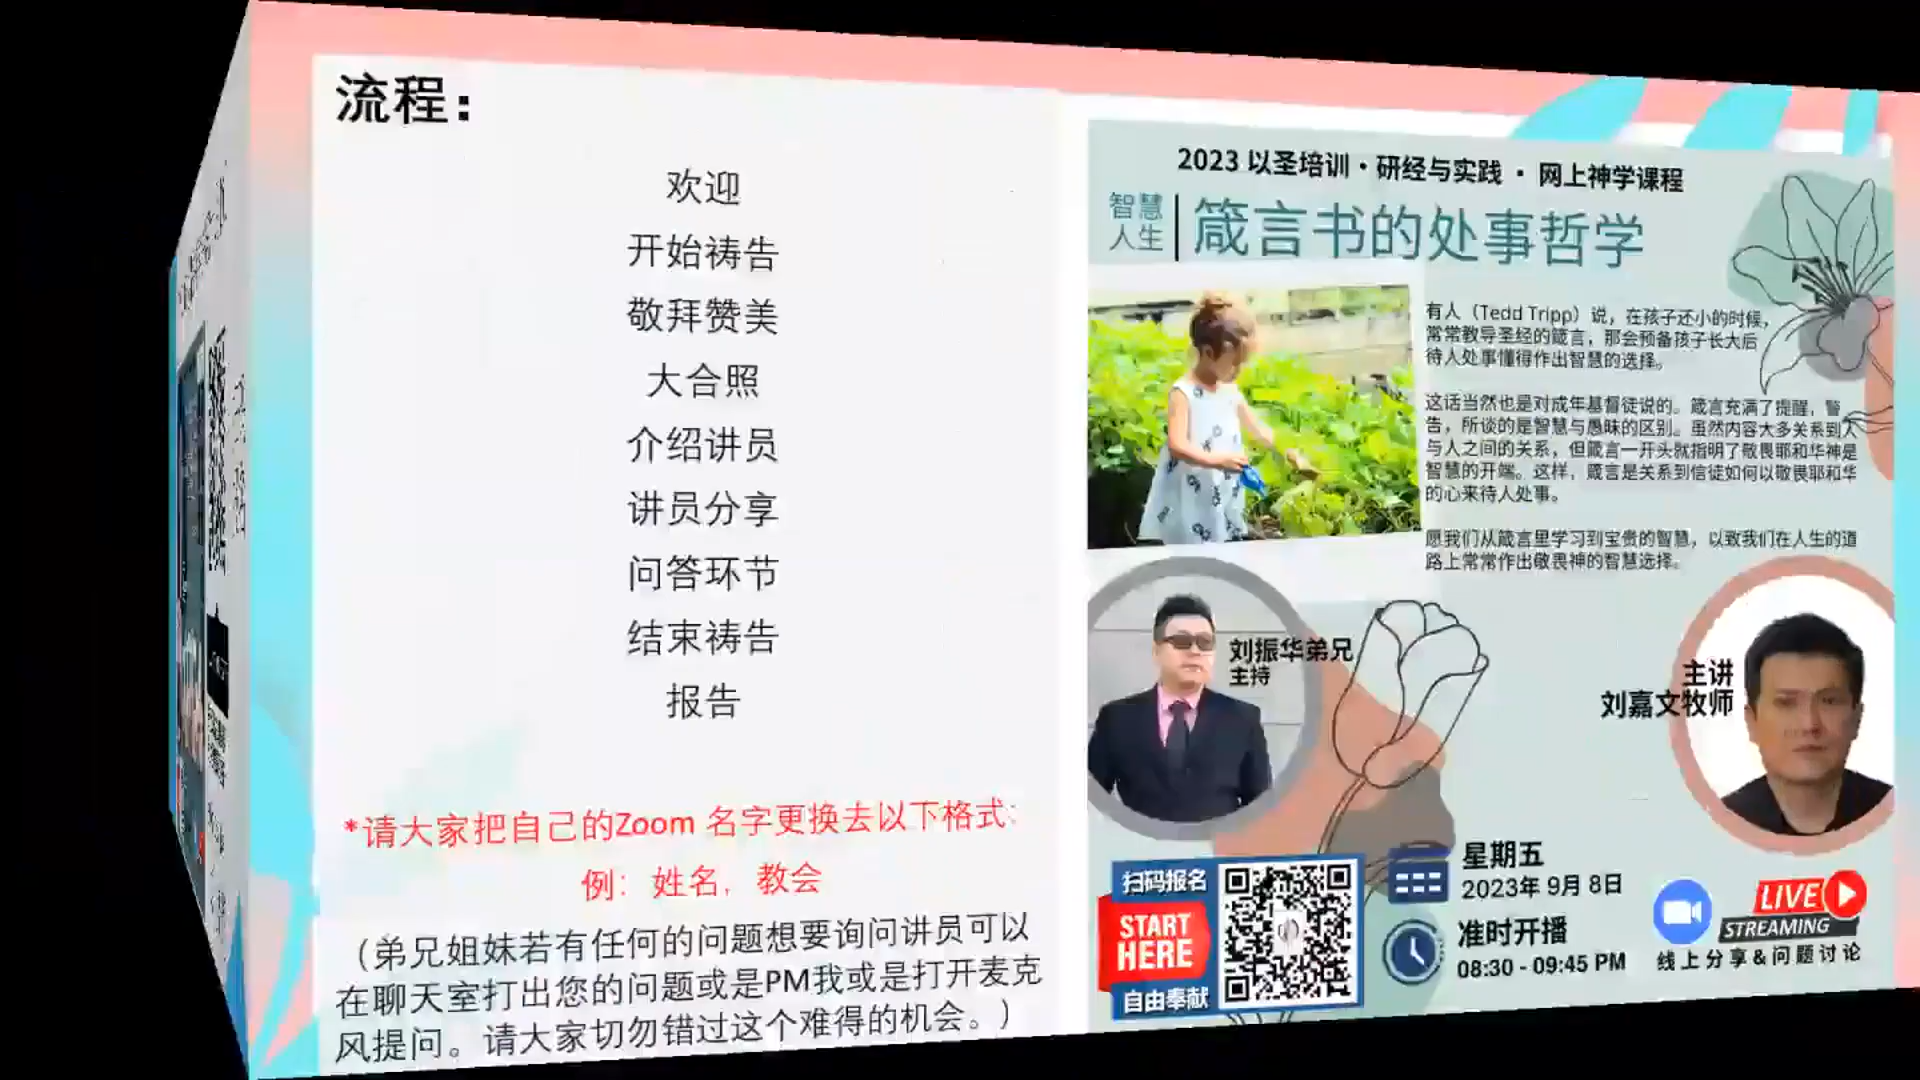 流程：
欢迎
开始祷告
敬拜赞美
大合照
介绍讲员
讲员分享
问答环节
结束祷告
报告
*请大家把自己的Zoom 名字更换去以下格式：
例：姓名，教会
（弟兄姐妹若有任何的问题想要询问讲员可以
在聊天室打出您的问题或是PM我或是打开麦克
风提问。请大家切勿错过这个难得的机会。）
2023 以圣培训・研经与实践・网上神学课程
智慧
人生
箴言书的处事哲学
有人（Tedd Tripp）说，在孩子还小的时候，
常常教导圣经的箴言，那会预备孩子长大后
待人处事懂得作出智慧的选择。
这话当然也是对成年基督徒说的。箴言充满了提醒，警
告，所谈的是智慧与愚昧的区别。虽然内容大多关系到人
与人之间的关系，但箴言一开头就指明了敬畏耶和华神是
智慧的开端。这样，箴言是关系到信徒如何以敬畏耶和华
的心来待人处事。
愿我们从箴言里学习到宝贵的智慧，以致我们在人生的道
路上常常作出敬畏神的智慧选择。
刘振华弟兄
主持
主讲
刘嘉文牧师
扫码报名
START
HERE
自由奉献
星期五
2023年 9月 8日
准时开播
08:30 - 09:45 PM
LIVE
STREAMING
线上分享&问题讨论